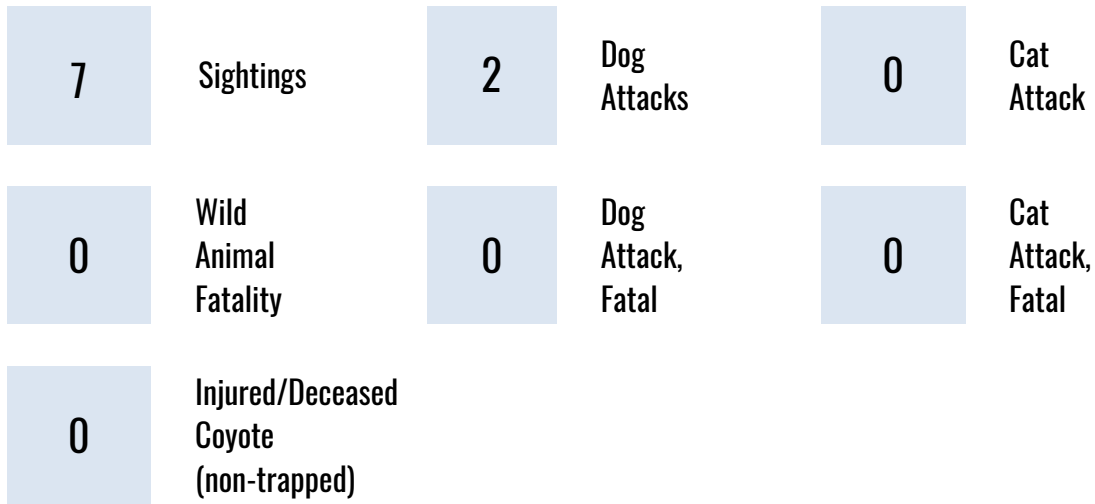 7
Sightings
2
Dog
Attacks
0
Cat
Attack
0
Wild
Animal
Fatality
0
Dog
Attack,
Fatal
0
Cat
Attack,
Fatal
0
Injured/Deceased
Coyote
(non-trapped)